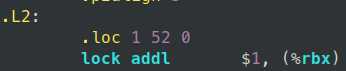 .L2:
.loc 1 52 0
lock addl $1, (%rbx)